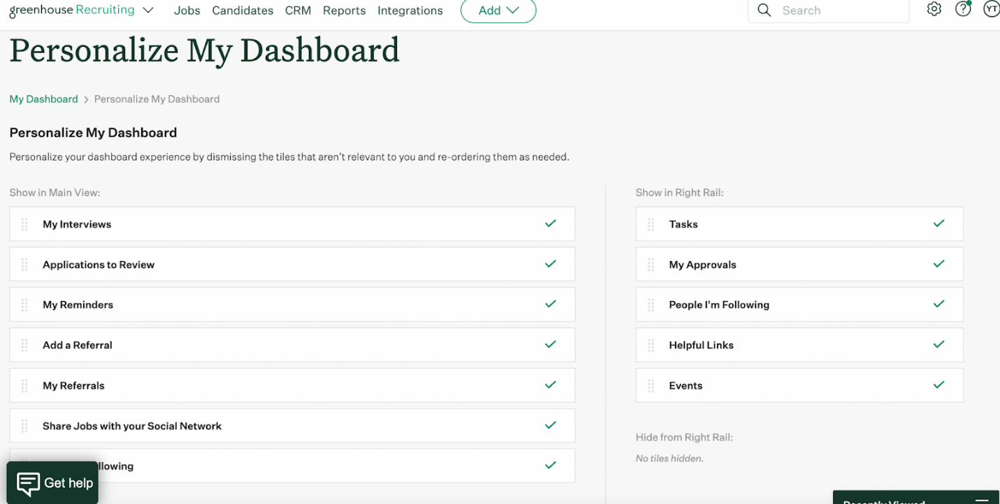 greenhouse Recruiting Jobs Candidates CRM Reports Integrations Add Search YT
Personalize My Dashboard
My Dashboard > Personalize My Dashboard
Personalize My Dashboard
Personalize your dashboard experience by dismissing the tiles that aren't relevant to you and re-ordering them as needed.
Show in Main View:
My Interviews
Applications to Review
My Reminders
Add a Referral
My Referrals
Share Jobs with your Social Network
llowing
Get help
Show in Right Rail:
Tasks
My Approvals
People I'm Following
Helpful Links
Events
Hide from Right Rail:
No tiles hidden.
Recently Viewed